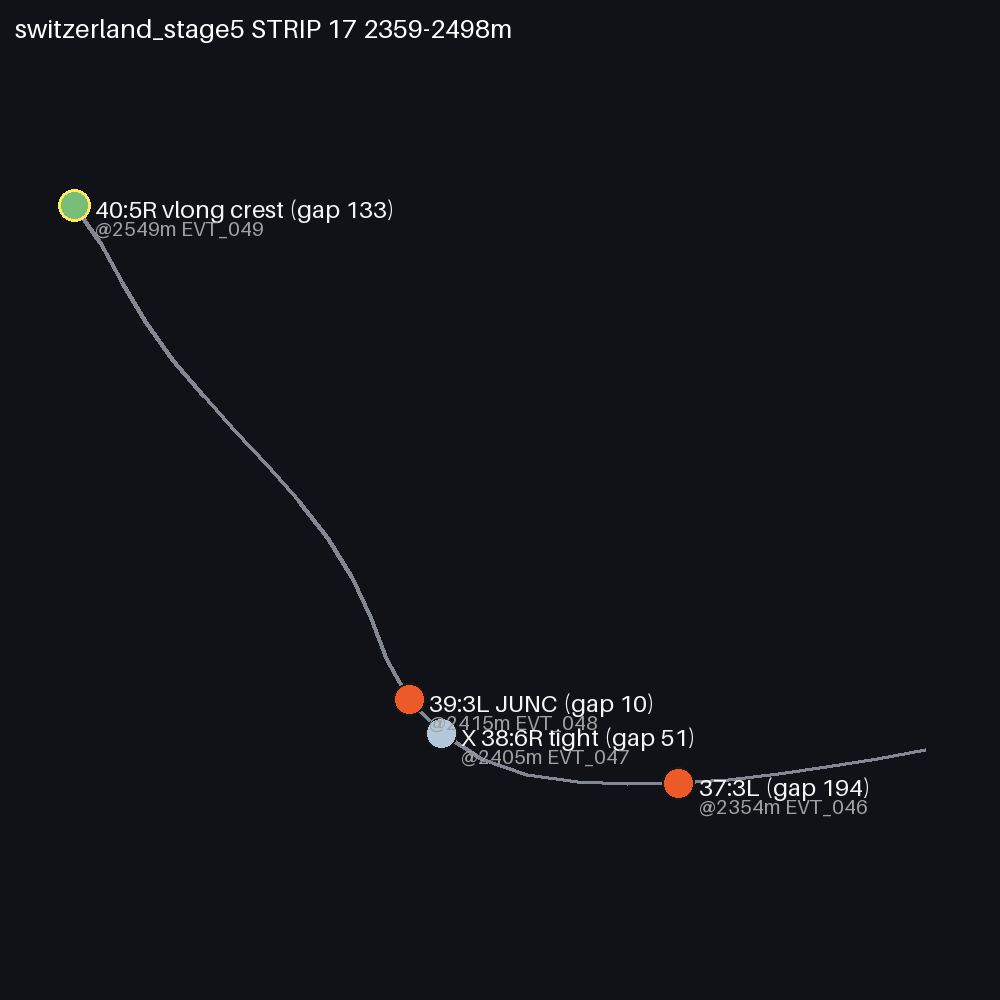 switzerland_stage5 STRIP 17 2359-2498m
40:5R vlong crest (gap 133)
@2549m EVT_049
39:3L JUNC (gap 10)
@2415m EVT_048
X 38:6R tight (gap 51)
@2405m EVT_047
37:3L (gap 194)
@2354m EVT_046